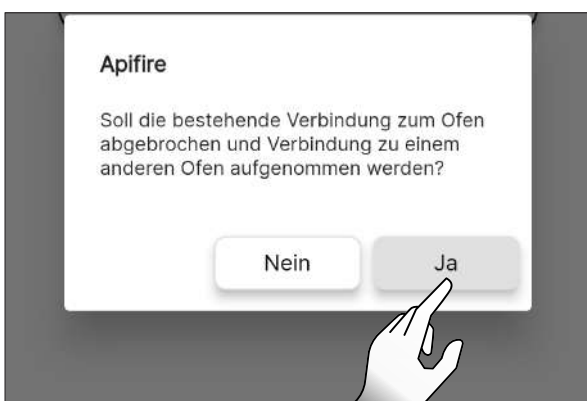 Apifire
Soll die bestehende Verbindung zum Ofen
abgebrochen und Verbindung zu einem
anderen Ofen aufgenommen werden?
Nein
Ja